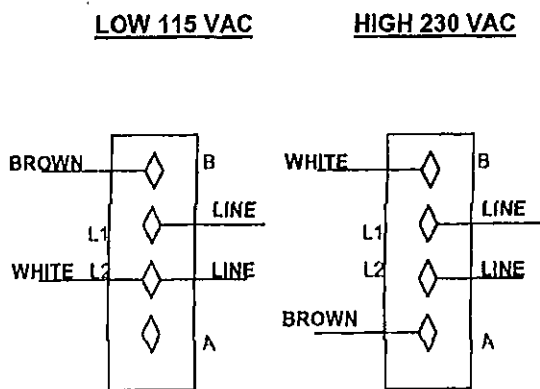 LOW 115 VAC HIGH 230 VAC
BROWN B WHITE B
LINE LINE
L1 L1
WHITE L2 LINE L2 LINE
BROWN
A A